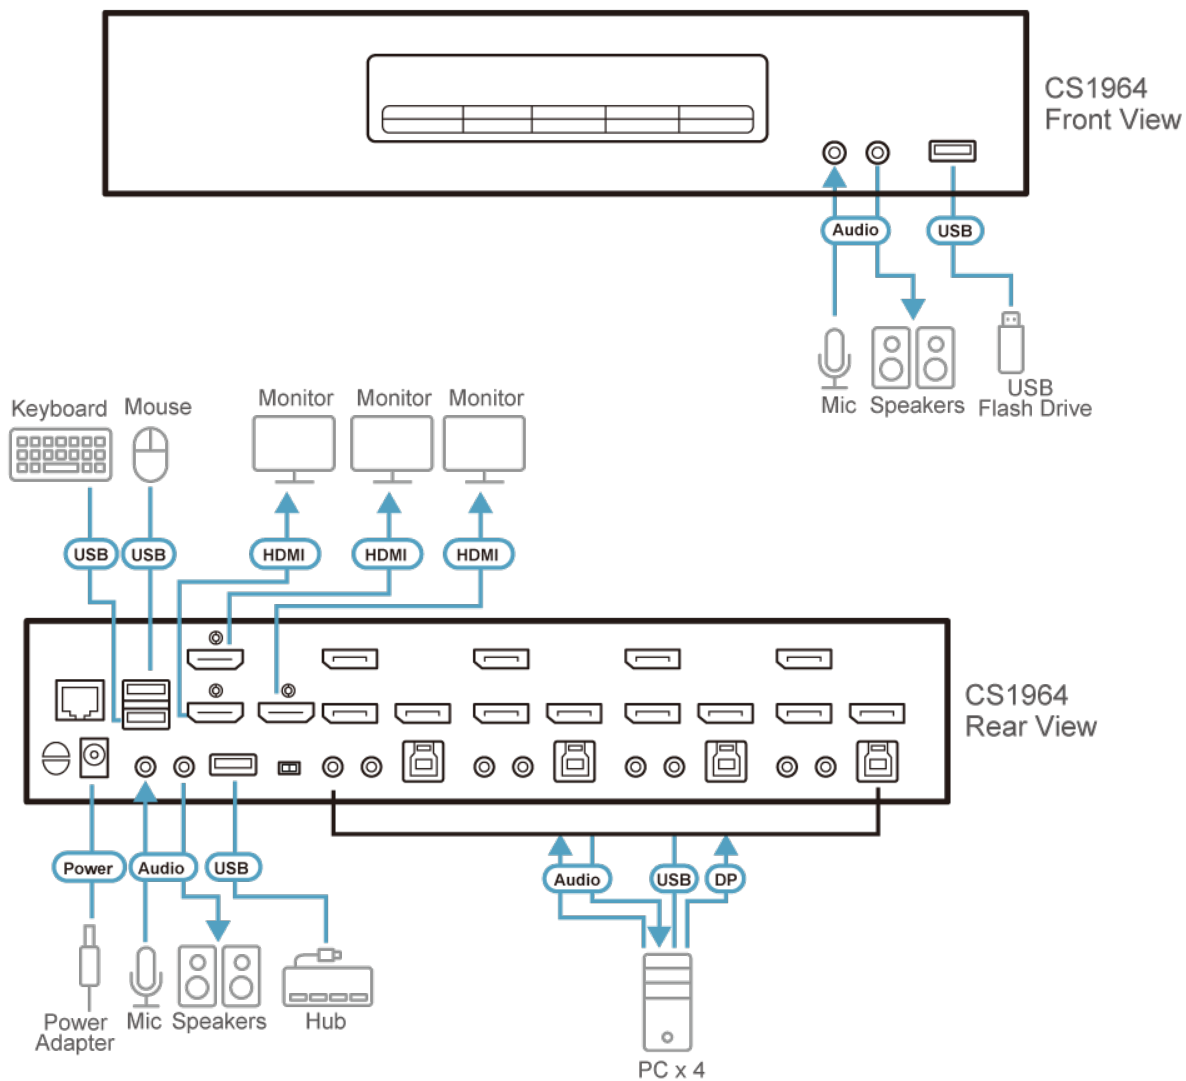 CS1964
Front View
Audio
USB
Mic
Speakers
USB
Flash Drive
Keyboard
Mouse
Monitor
Monitor
Monitor
USB
USB
HDMI
HDMI
HDMI
CS1964
Rear View
Power
Audio
USB
Audio
USB
DP
Power
Adapter
Mic
Speakers
Hub
PC x 4